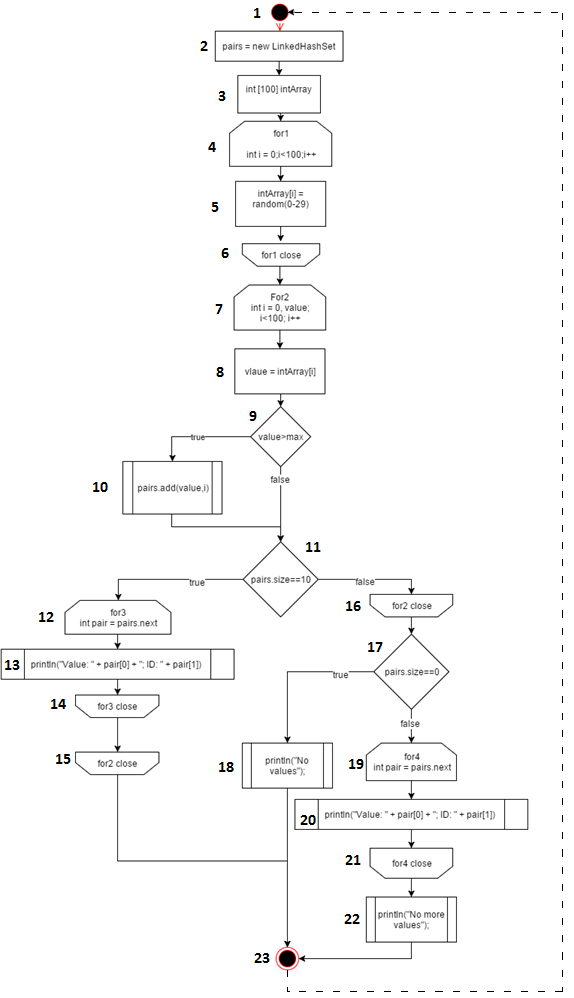 1
2 pairs = new LinkedHashSet
3 int [100] intArray
4 for1
int i = 0;i<100;i++
5 intArray[i] =
random(0-29)
6 for1 close
7 For2
int i = 0, value;
i<100; i++
8 vlaue = intArray[i]
9 value>max
true
false
10 pairs.add(value,i)
11 pairs.size==10
true
false
12 for3
int pair = pairs.next
13 println("Value: " + pair[0] + "; ID: " + pair[1])
14 for3 close
15 for2 close
16 for2 close
17 pairs.size==0
true
false
18 println("No
values");
19 for4
int pair = pairs.next
20 println("Value: " + pair[0] + "; ID: " + pair[1])
21 for4 close
22 println("No more
values");
23